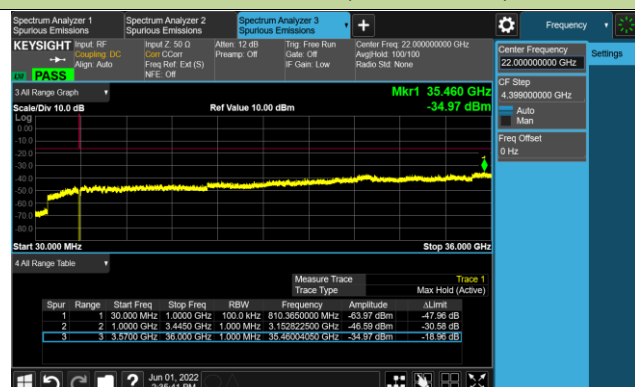 Spectrum Analyzer 1
Spurious Emissions
Spectrum Analyzer 2
Spurious Emissions
Spectrum Analyzer 3
Spurious Emissions
Frequency
KEYSIGHT
Input: RF
Coupling: DC
Align: Auto
Input Z: 50 Ω
Corr CCorr
Freq Ref: Ext (S)
NFE: Off
Atten: 12 dB
Preamp: Off
Trig: Free Run
Gate: Off
IF Gain: Low
Center Freq: 22.000000000 GHz
Avg|Hold: 100/100
Radio Std: None
PASS
3 All Range Graph
Mkr1 35.460 GHz
Scale/Div 10.0 dB
Ref Value 10.00 dBm
-34.97 dBm
Log
0.00
-10.0
-20.0
-30.0
-40.0
-50.0
-60.0
-70.0
-80.0
1
Start 30.000 MHz
Stop 36.000 GHz
4 All Range Table
Measure Trace
Trace 1
Trace Type
Max Hold (Active)
Spur Range Start Freq Stop Freq RBW Frequency Amplitude ΔLimit
1 1 30.000 MHz 1.0000 GHz 100.0 kHz 810.3650000 MHz -63.97 dBm -47.96 dB
2 2 1.0000 GHz 3.4450 GHz 1.000 MHz 3.152822500 GHz -46.59 dBm -30.58 dB
3 3 3.5700 GHz 36.000 GHz 1.000 MHz 35.46004050 GHz -34.97 dBm -18.96 dB
Jun 01, 2022
Center Frequency
22.000000000 GHz
Settings
CF Step
4.399000000 GHz
Auto
Man
Freq Offset
0 Hz